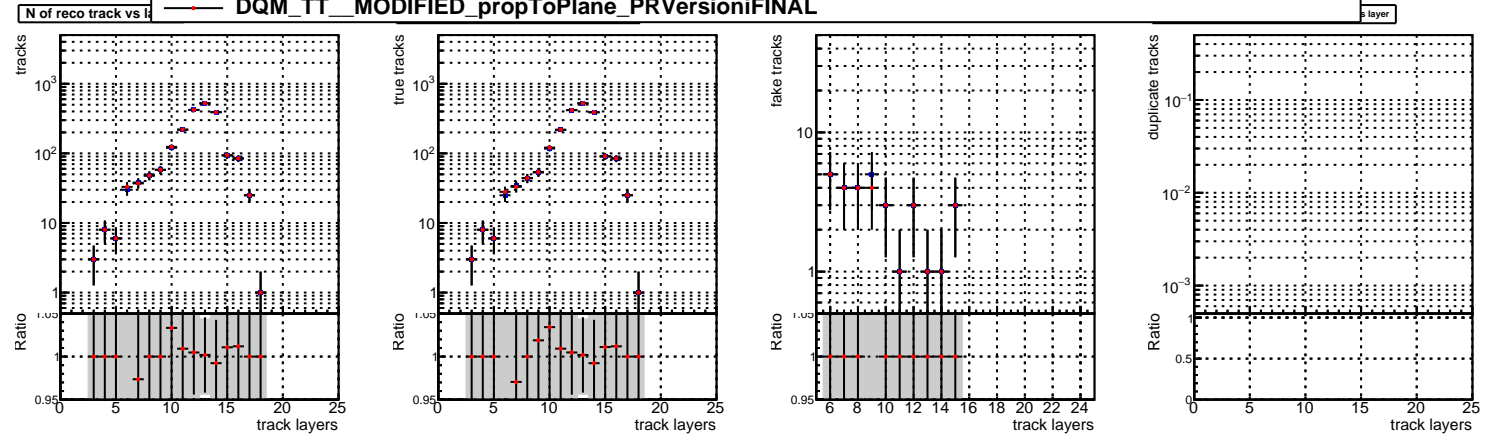 DQM_TT__MODIFIED_propToPlane_PRVersioniFINAL
N of reco track vs la
s layer
tracks
10³
10²
10
1
1.05
Ratio
1
0.95
0 5 10 15 20 25
track layers
true tracks
10³
10²
10
1
1.05
Ratio
1
0.95
0 5 10 15 20 25
track layers
fake tracks
10
1
1.05
Ratio
1
0.95
6 8 10 12 14 16 18 20 22 24
track layers
duplicate tracks
10⁻¹
10⁻²
10⁻³
1
Ratio
0.5
0
0 5 10 15 20 25
track layers